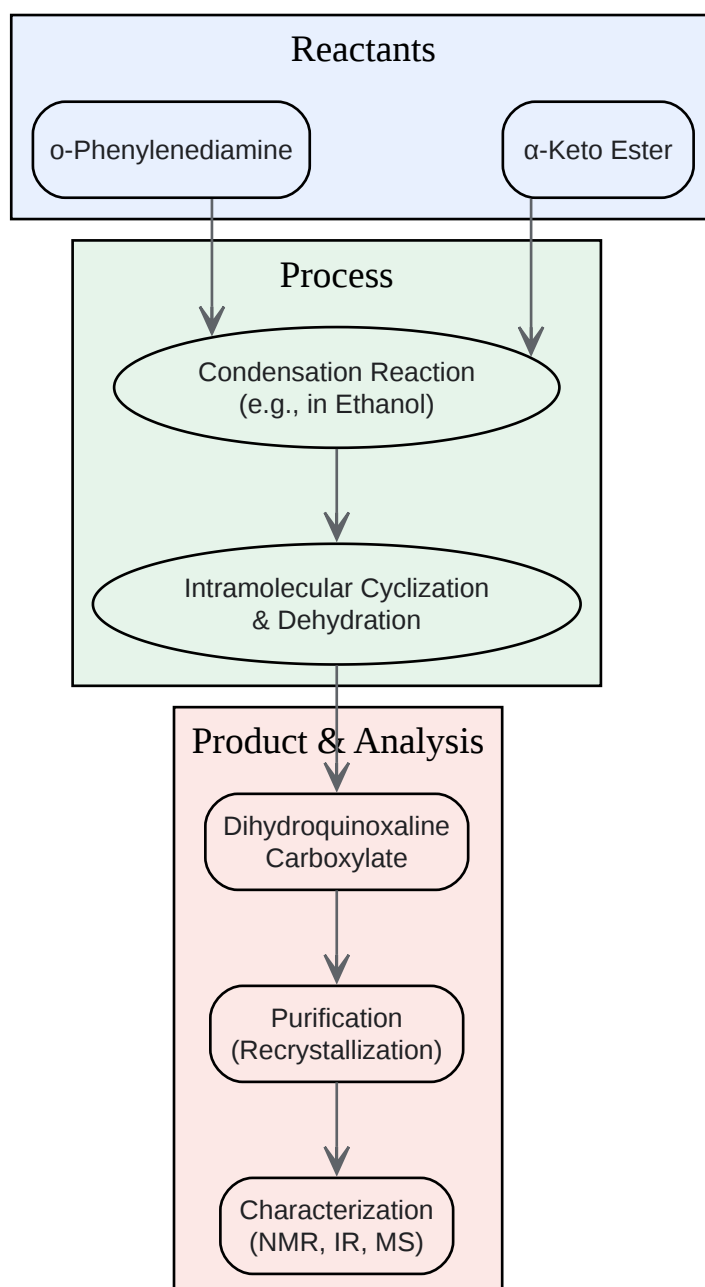 Reactants
o-Phenylenediamine
α-Keto Ester
Process
Condensation Reaction
(e.g., in Ethanol)
Intramolecular Cyclization
& Dehydration
Product & Analysis
Dihydroquinoxaline
Carboxylate
Purification
(Recrystallization)
Characterization
(NMR, IR, MS)